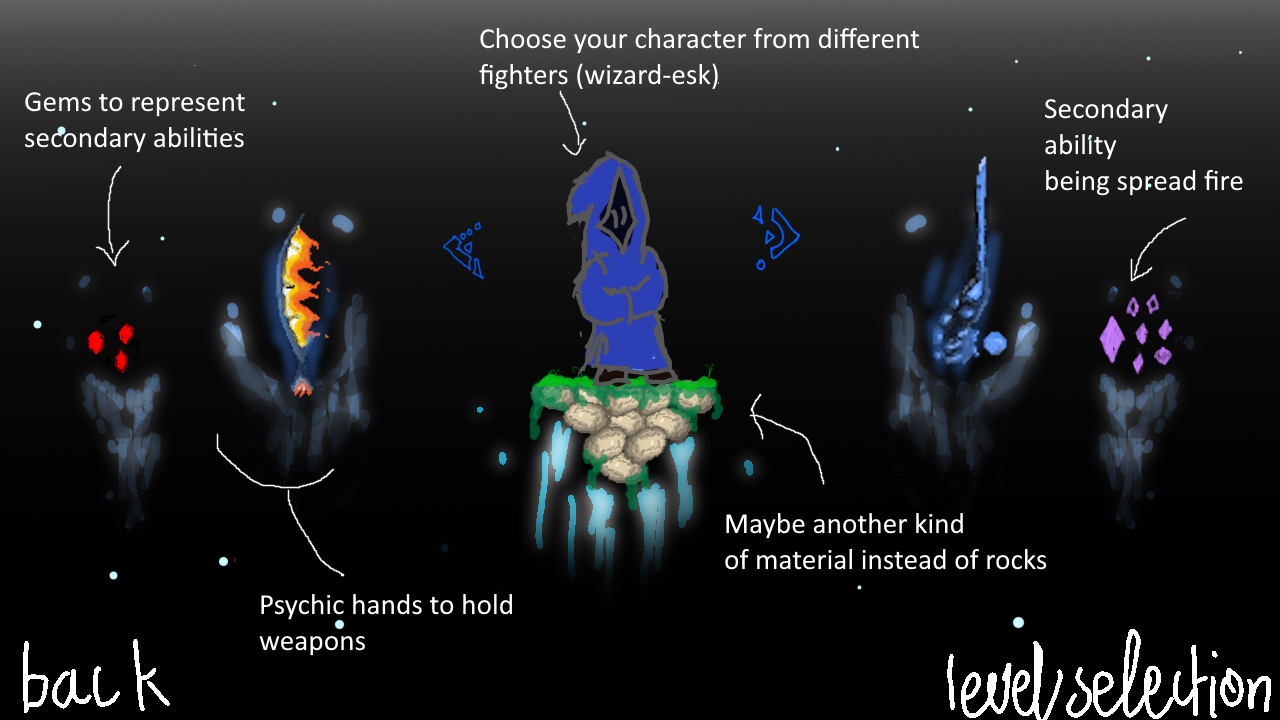 Choose your character from different
fighters (wizard-esk)
Gems to represent
secondary abilities
Secondary
ability
being spread fire
Maybe another kind
of material instead of rocks
Psychic hands to hold
weapons
back
level selection